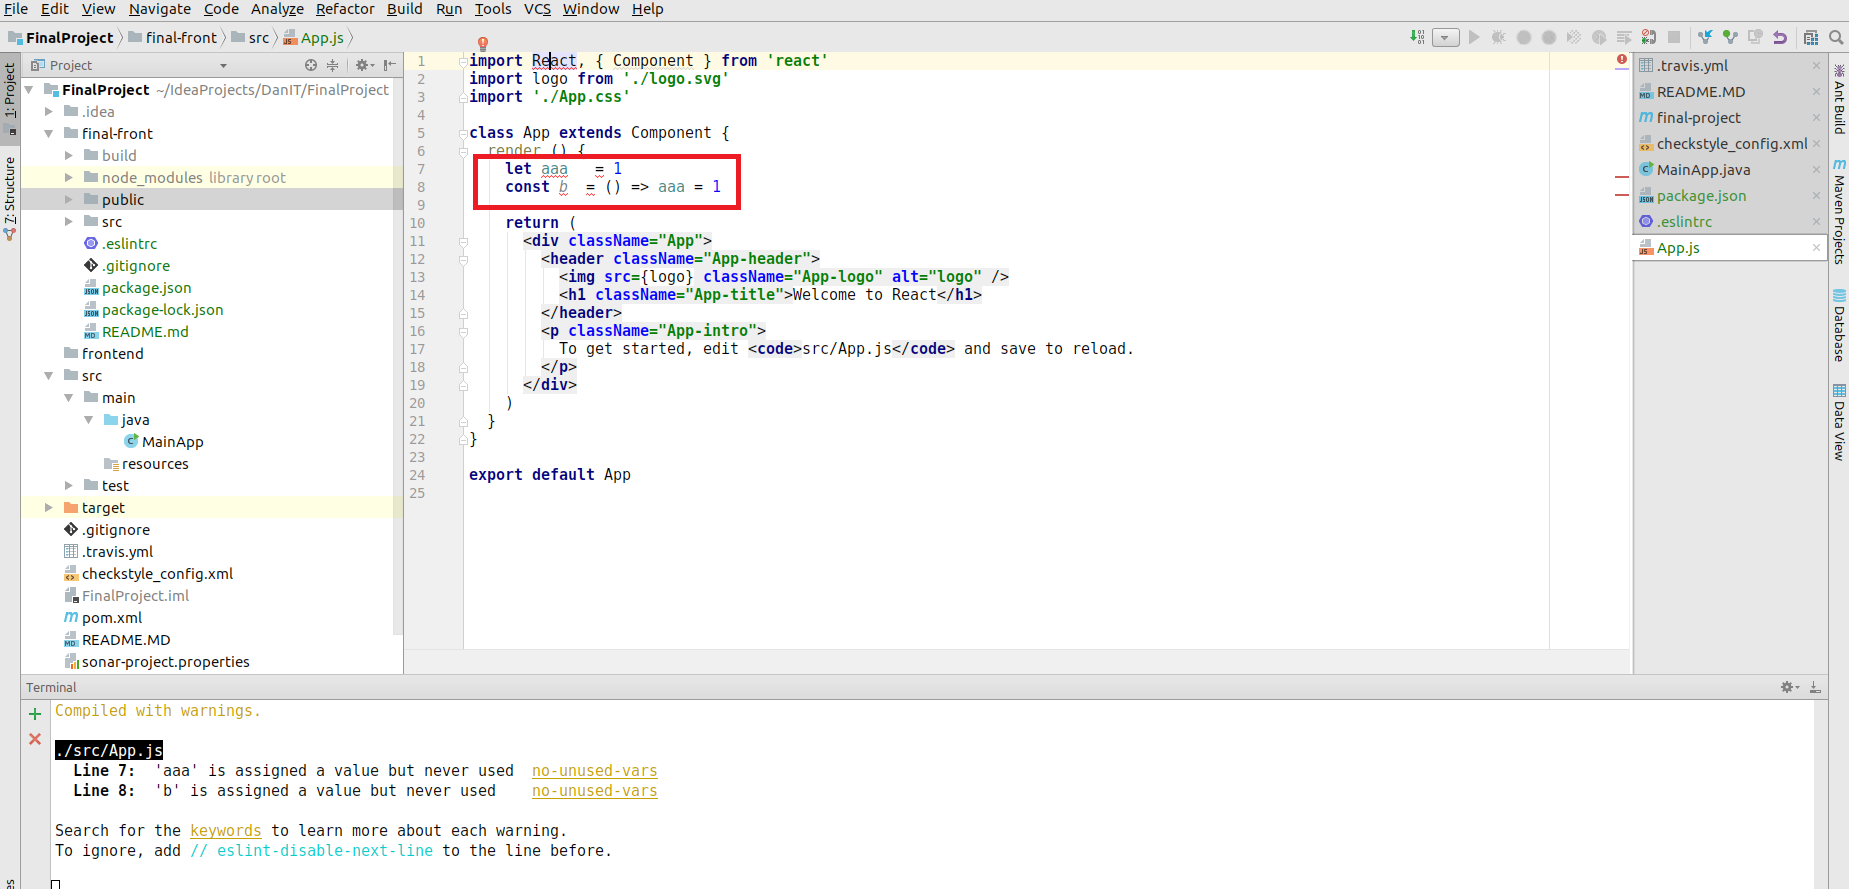 File Edit View Navigate Code Analyze Refactor Build Run Tools VCS Window Help
FinalProject final-front src App.js
1: Project
7: Structure
Project
FinalProject ~/IdeaProjects/DanIT/FinalProject
.idea
final-front
build
node_modules library root
public
src
.eslintrc
.gitignore
package.json
package-lock.json
README.md
frontend
src
main
java
MainApp
resources
test
target
.gitignore
.travis.yml
checkstyle_config.xml
FinalProject.iml
pom.xml
README.MD
sonar-project.properties
1 import React, { Component } from 'react'
2 import logo from './logo.svg'
3 import './App.css'
4
5 class App extends Component {
6 render () {
7 let aaa = 1
8 const b = () => aaa = 1
9
10 return (
11 <div className="App">
12 <header className="App-header">
13 <img src={logo} className="App-logo" alt="logo" />
14 <h1 className="App-title">Welcome to React</h1>
15 </header>
16 <p className="App-intro">
17 To get started, edit <code>src/App.js</code> and save to reload.
18 </p>
19 </div>
20 )
21 }
22 }
23
24 export default App
25
.travis.yml
README.MD
final-project
checkstyle_config.xml
MainApp.java
package.json
.eslintrc
App.js
Ant Build
Maven Projects
Database
Data View
Terminal
Compiled with warnings.
./src/App.js
Line 7: 'aaa' is assigned a value but never used no-unused-vars
Line 8: 'b' is assigned a value but never used no-unused-vars
Search for the keywords to learn more about each warning.
To ignore, add // eslint-disable-next-line to the line before.